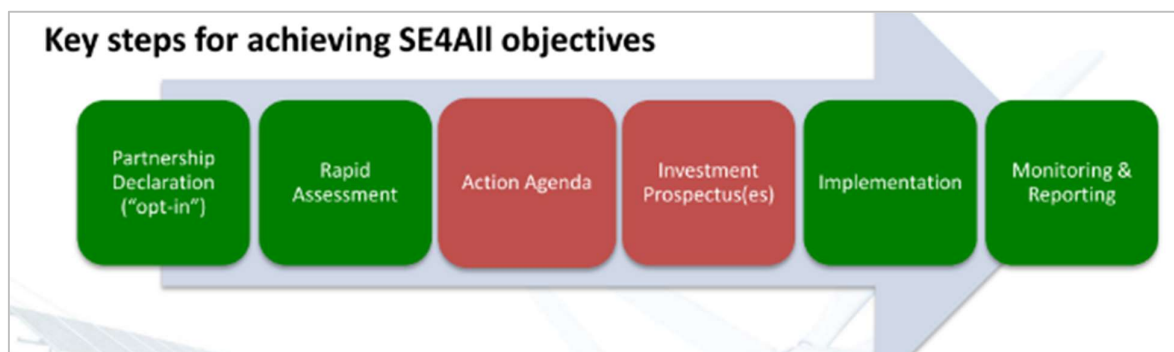 Key steps for achieving SE4All objectives
Partnership
Declaration
(“opt-in”)
Rapid
Assessment
Action Agenda
Investment
Prospectus(es)
Implementation
Monitoring &
Reporting